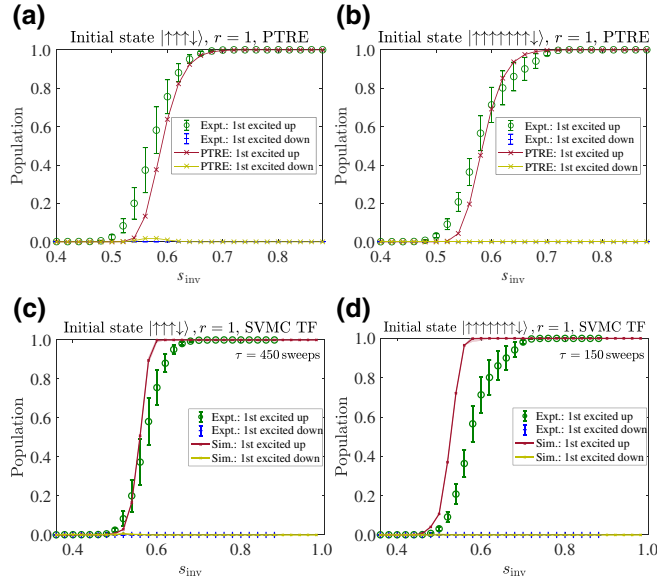 (a)
Initial state |↑↑↑↓⟩, r = 1, PTRE
Population
1.0
0.8
0.6
0.4
0.2
0.0
Expt.: 1st excited up
Expt.: 1st excited down
PTRE: 1st excited up
PTRE: 1st excited down
0.4 0.5 0.6 0.7 0.8
s_inv
(b)
Initial state |↑↑↑↑↑↑↑↓⟩, r = 1, PTRE
Population
1.0
0.8
0.6
0.4
0.2
0.0
Expt.: 1st excited up
Expt.: 1st excited down
PTRE: 1st excited up
PTRE: 1st excited down
0.4 0.5 0.6 0.7 0.8
s_inv
(c)
Initial state |↑↑↑↓⟩, r = 1, SVMC TF
τ = 450 sweeps
Population
1.0
0.8
0.6
0.4
0.2
0.0
Expt.: 1st excited up
Expt.: 1st excited down
Sim.: 1st excited up
Sim.: 1st excited down
0.4 0.6 0.8 1.0
s_inv
(d)
Initial state |↑↑↑↑↑↑↑↓⟩, r = 1, SVMC TF
τ = 150 sweeps
Population
1.0
0.8
0.6
0.4
0.2
0.0
Expt.: 1st excited up
Expt.: 1st excited down
Sim.: 1st excited up
Sim.: 1st excited down
0.4 0.6 0.8 1.0
s_inv